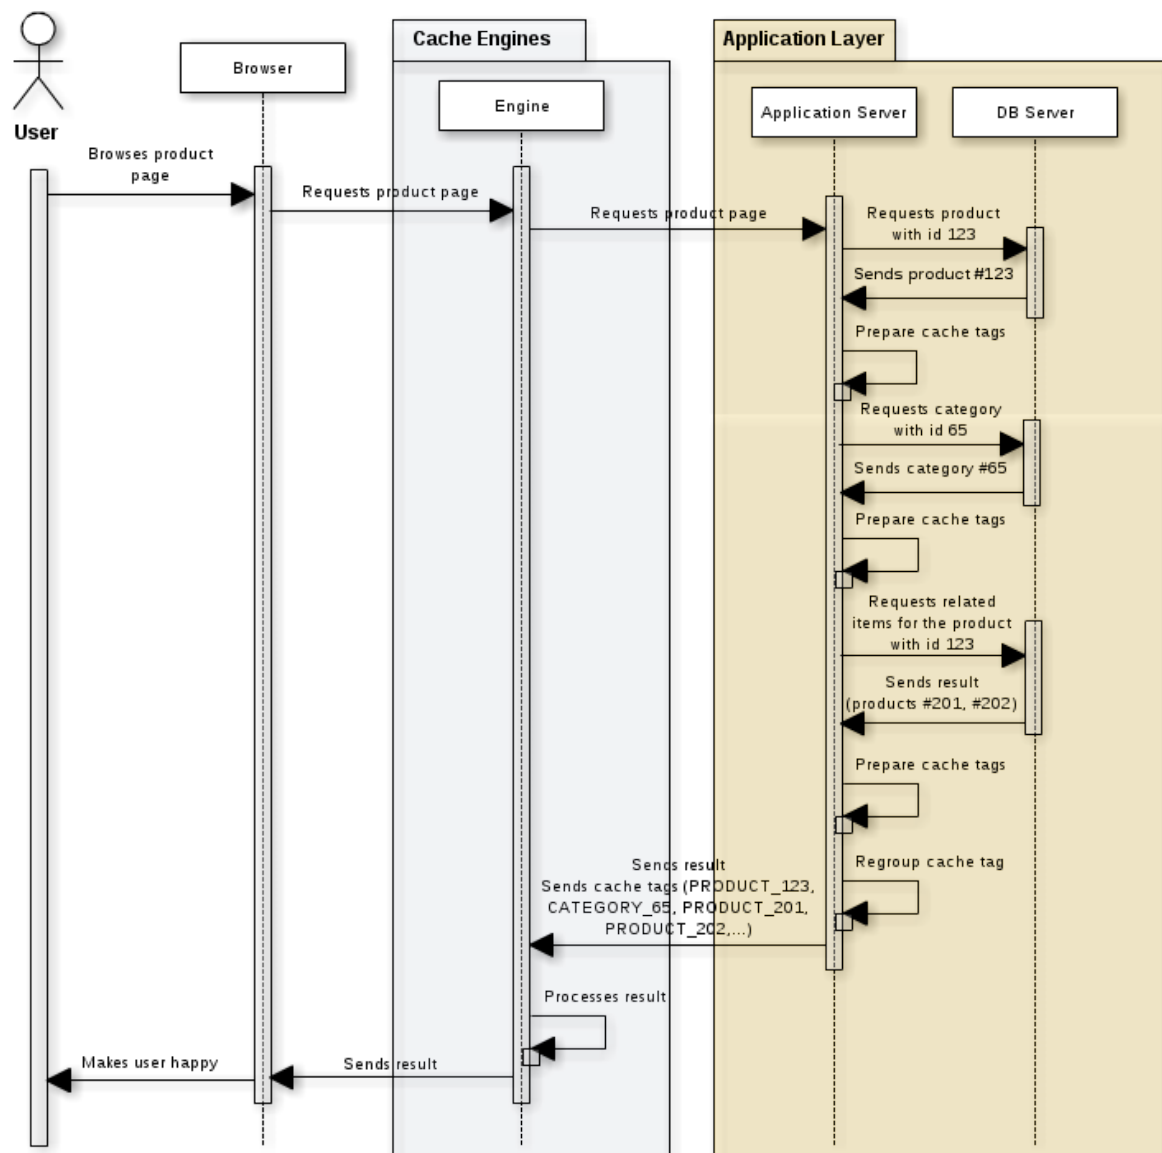 Cache Engines
Application Layer
Browser
Engine
Application Server
DB Server
User
Browses product
page
Requests product page
Requests product page
Requests product
with id 123
Sends product #123
Prepare cache tags
Requests category
with id 65
Sends category #65
Prepare cache tags
Requests related
items for the product
with id 123
Sends result
(products #201, #202)
Prepare cache tags
Regroup cache tag
Sends result
Sends cache tags (PRODUCT_123,
CATEGORY_65, PRODUCT_201,
PRODUCT_202,...)
Processes result
Sends result
Makes user happy